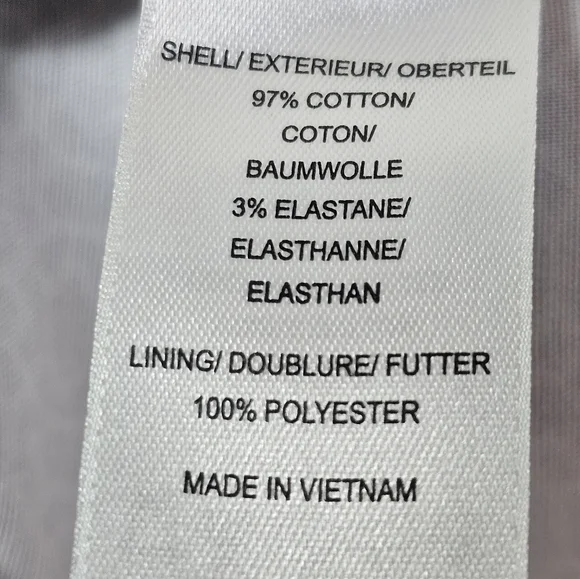 SHELL/ EXTERIEUR/ OBERTEIL
97% COTTON/
COTON/
BAUMWOLLE
3% ELASTANE/
ELASTHANNE/
ELASTHAN
LINING/ DOUBLURE/ FUTTER
100% POLYESTER
MADE IN VIETNAM